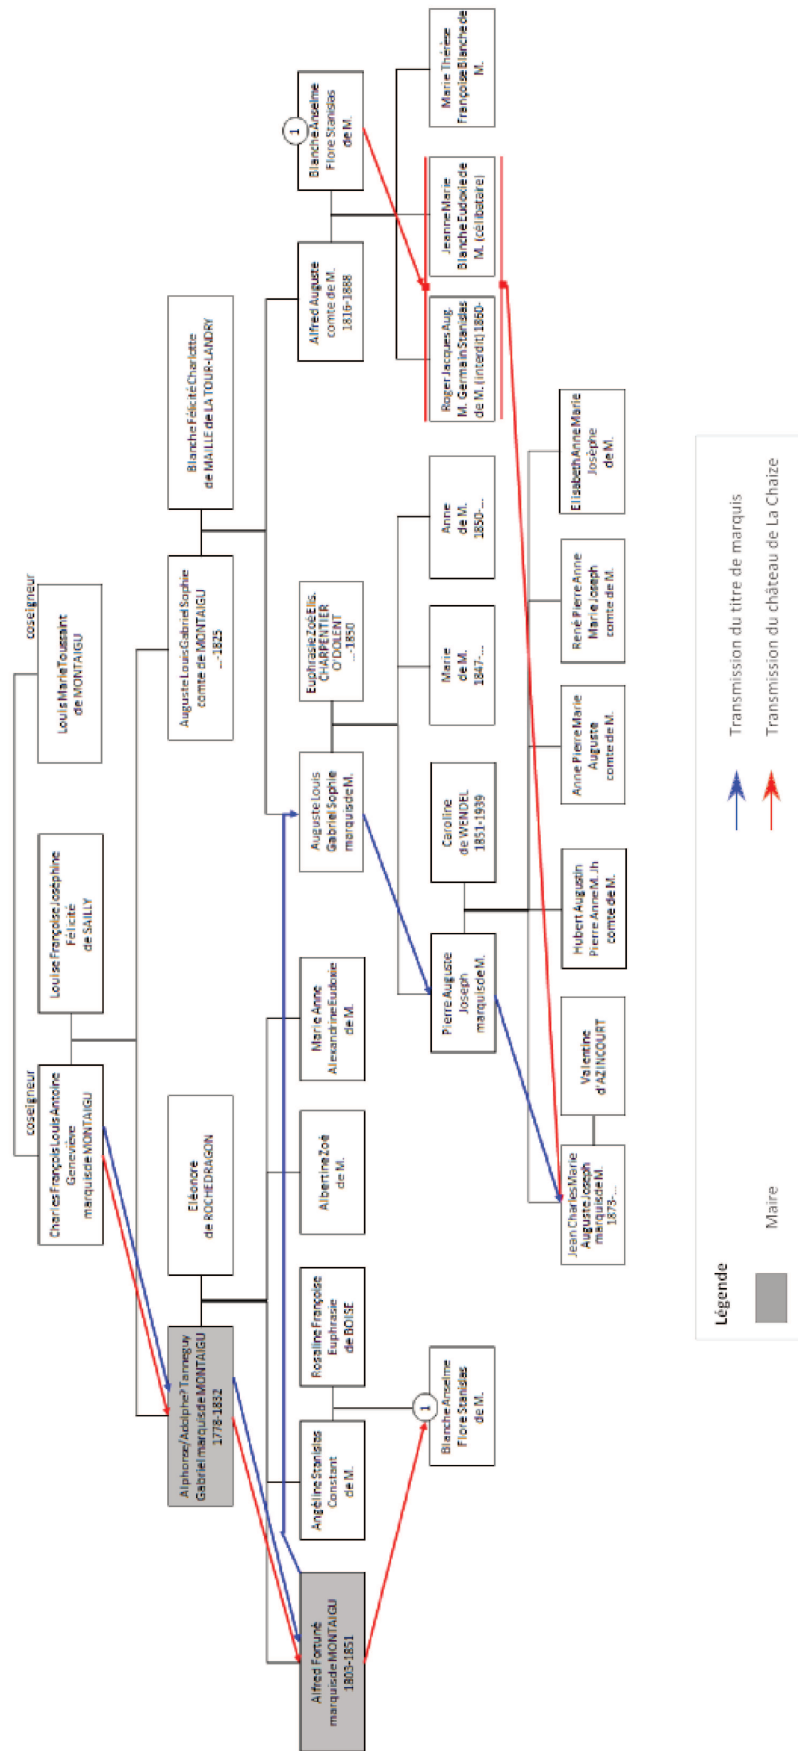 coseigneur
Charles François Louis Antoine
Geneviève
marquis de MONTAIGU
Louise Françoise Joséphine
Félicité
de SAILLY
coseigneur
Louis Marie Toussaint
de MONTAIGU
Alphonse/Adolphe? Tanneguy
Gabriel marquis de MONTAIGU
1778-1832
Eléonore
de ROCHEDRAGON
Auguste Louis Gabriel Sophie
comte de MONTAIGU
...-1825
Blanche Félicité Charlotte
de MAILLE de LA TOUR-LANDRY
Alfred Fortuné
marquis de MONTAIGU
1803-1851
Angéline Stanislas
Constant
de M.
Rosaline Françoise
Euphrasie
de BOISE
Albertine Zoé
de M.
Marie Anne
Alexandrine Eudoxie
de M.
Auguste Louis
Gabriel Sophie
marquis de M.
Euphrasie Zoé Elis.
CHARPENTIER
O'DOLENT
...-1850
Alfred Auguste
comte de M.
1816-1888
1
Blanche Anselme
Flore Stanislas
de M.
1
Blanche Anselme
Flore Stanislas
de M.
Pierre Auguste
Joseph
marquis de M.
Caroline
de WENDEL
1851-1939
Marie
de M.
1847-...
Anne
de M.
1850-...
Roger Jacques Aug.
M. Germain Stanislas
de M. (interdit) 1860-
Jeanne Marie
Blanche Eudoxie de
M. (célibataire)
Marie Thérèse
Françoise Blanche de
M.
Jean Charles Marie
Auguste Joseph
marquis de M.
1873-...
Valentine
d'AZINCOURT
Hubert Augustin
Pierre Anne M. Jh
comte de M.
Anne Pierre Marie
Auguste
comte de M.
René Pierre Anne
Marie Joseph
comte de M.
Elisabeth Anne Marie
Josèphe
de M.
Légende
Maire
Transmission du titre de marquis
Transmission du château de La Chaize